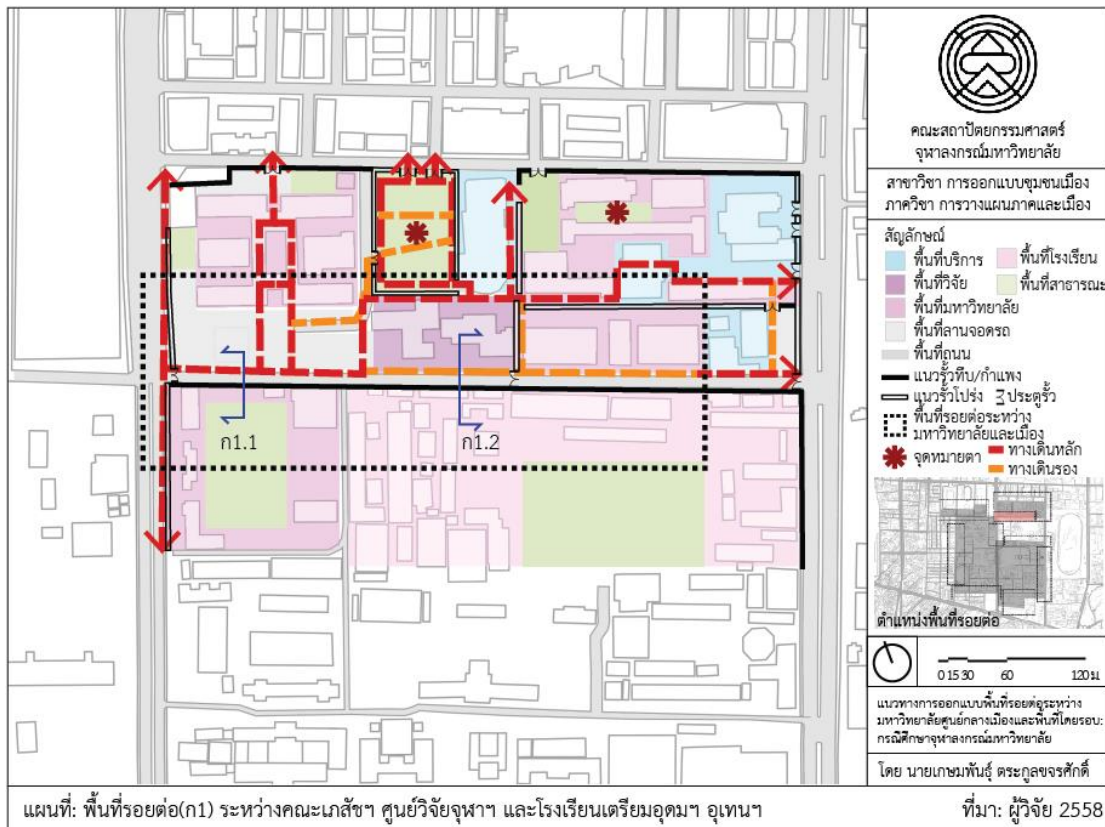 คณะสถาปัตยกรรมศาสตร์
จุฬาลงกรณ์มหาวิทยาลัย
สาขาวิชา การออกแบบชุมชนเมือง
ภาควิชา การวางแผนภาคและเมือง
สัญลักษณ์
พื้นที่บริการ พื้นที่โรงเรียน
พื้นที่วิจัย พื้นที่สาธารณะ
พื้นที่มหาวิทยาลัย
พื้นที่ลานจอดรถ
พื้นที่ถนน
แนวรั้วทึบ/กำแพง
แนวรั้วโปร่ง ประตูรั้ว
พื้นที่รอยต่อระหว่าง
มหาวิทยาลัยและเมือง
จุดหมายตา ทางเดินหลัก
ทางเดินรอง
ก1.1 ก1.2
ตำแหน่งพื้นที่รอยต่อ
0 15 30 60 120 ม
แนวทางการออกแบบพื้นที่รอยต่อระหว่าง
มหาวิทยาลัยศูนย์กลางเมืองและพื้นที่โดยรอบ:
กรณีศึกษาจุฬาลงกรณ์มหาวิทยาลัย
โดย นายเกษมพันธุ์ ตระกูลขจรศักดิ์
แผนที่: พื้นที่รอยต่อ(ก1) ระหว่างคณะเภสัชฯ ศูนย์วิจัยจุฬาฯ และโรงเรียนเตรียมอุดมฯ อุเทนฯ ที่มา: ผู้วิจัย 2558